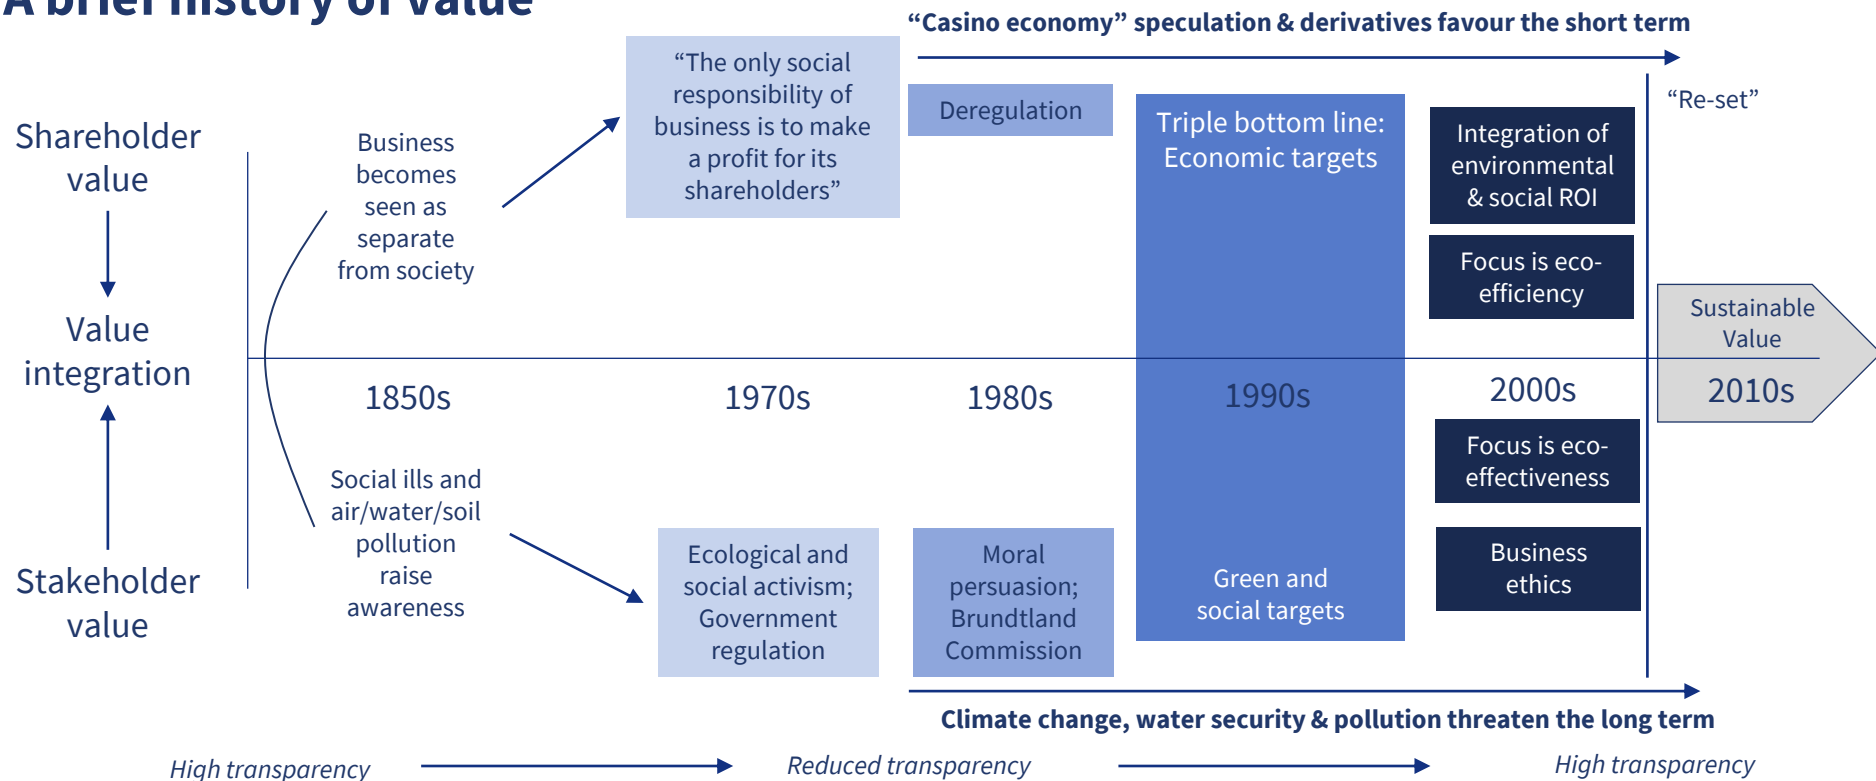 A brief history of value
“Casino economy” speculation & derivatives favour the short term
“Re-set”
Shareholder
value
Value
integration
Stakeholder
value
Business
becomes
seen as
separate
from society
“The only social
responsibility of
business is to make
a profit for its
shareholders”
Deregulation
Triple bottom line:
Economic targets
Integration of
environmental
& social ROI
Focus is eco-
efficiency
Sustainable
Value
1850s
1970s
1980s
1990s
2000s
2010s
Social ills and
air/water/soil
pollution
raise
awareness
Ecological and
social activism;
Government
regulation
Moral
persuasion;
Brundtland
Commission
Green and
social targets
Focus is eco-
effectiveness
Business
ethics
Climate change, water security & pollution threaten the long term
High transparency
Reduced transparency
High transparency